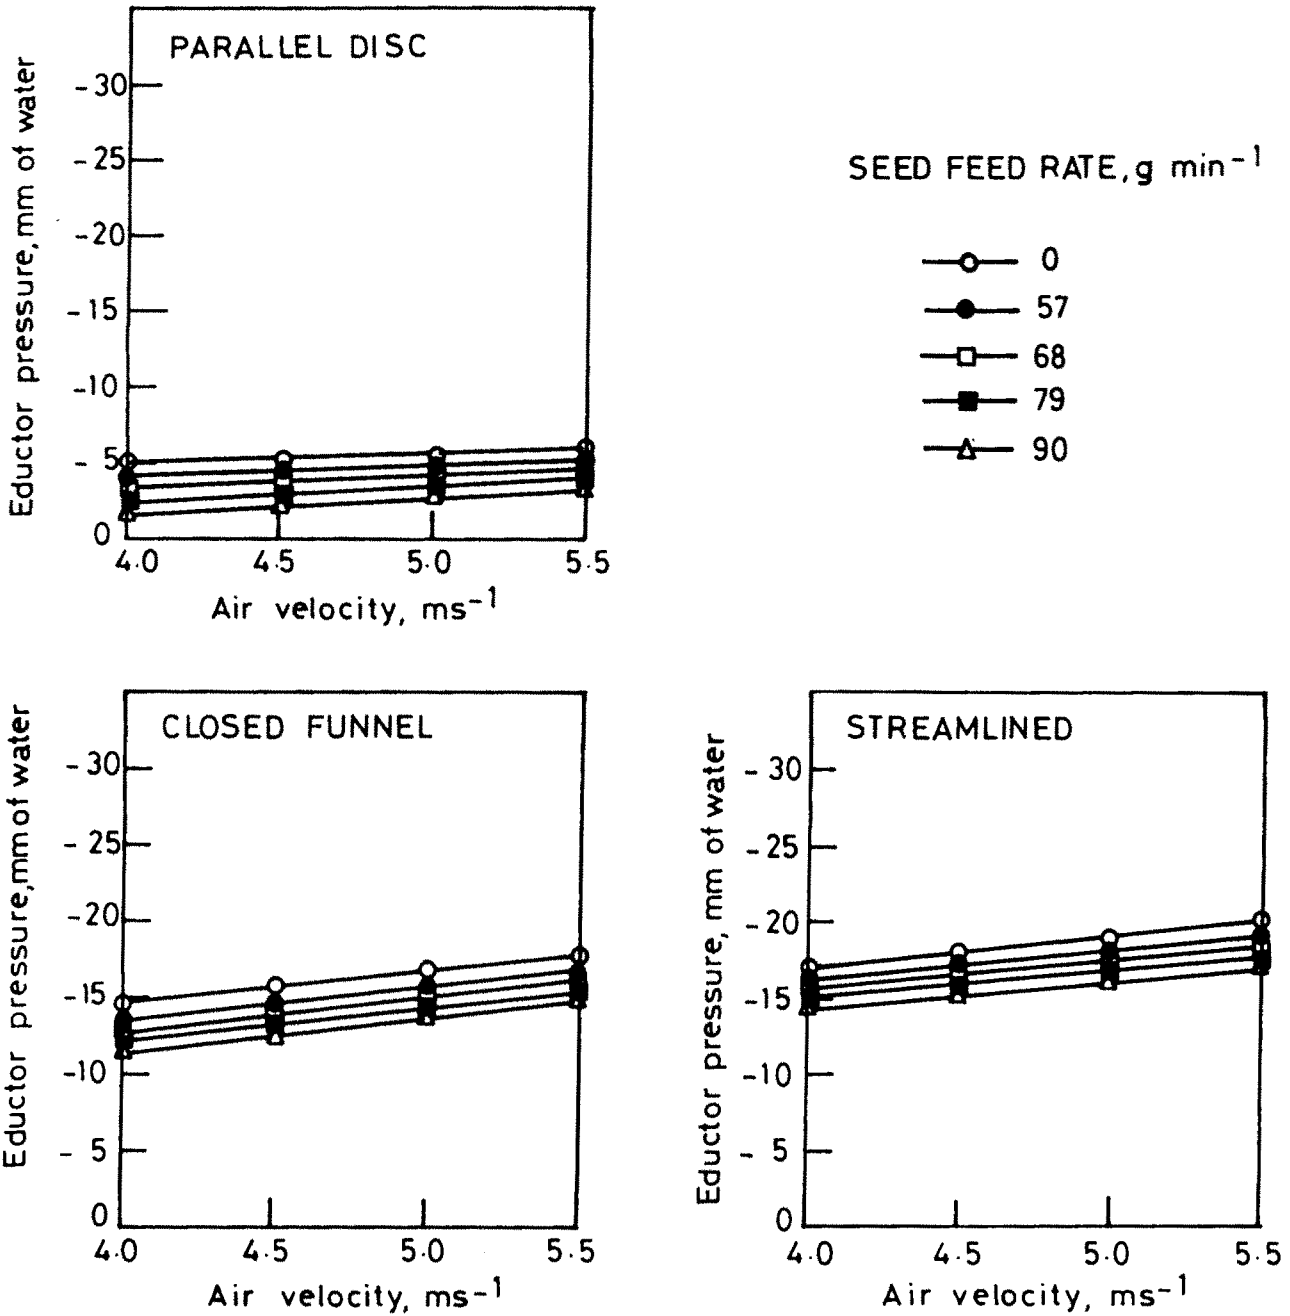 PARALLEL DISC
Eductor pressure, mm of water
-30
-25
-20
-15
-10
- 5
0
4.0 4.5 5.0 5.5
Air velocity, ms⁻¹
SEED FEED RATE, g min⁻¹
0
57
68
79
90
CLOSED FUNNEL
Eductor pressure, mm of water
-30
-25
-20
-15
-10
- 5
0
4.0 4.5 5.0 5.5
Air velocity, ms⁻¹
STREAMLINED
Eductor pressure, mm of water
-30
-25
-20
-15
-10
- 5
0
4.0 4.5 5.0 5.5
Air velocity, ms⁻¹